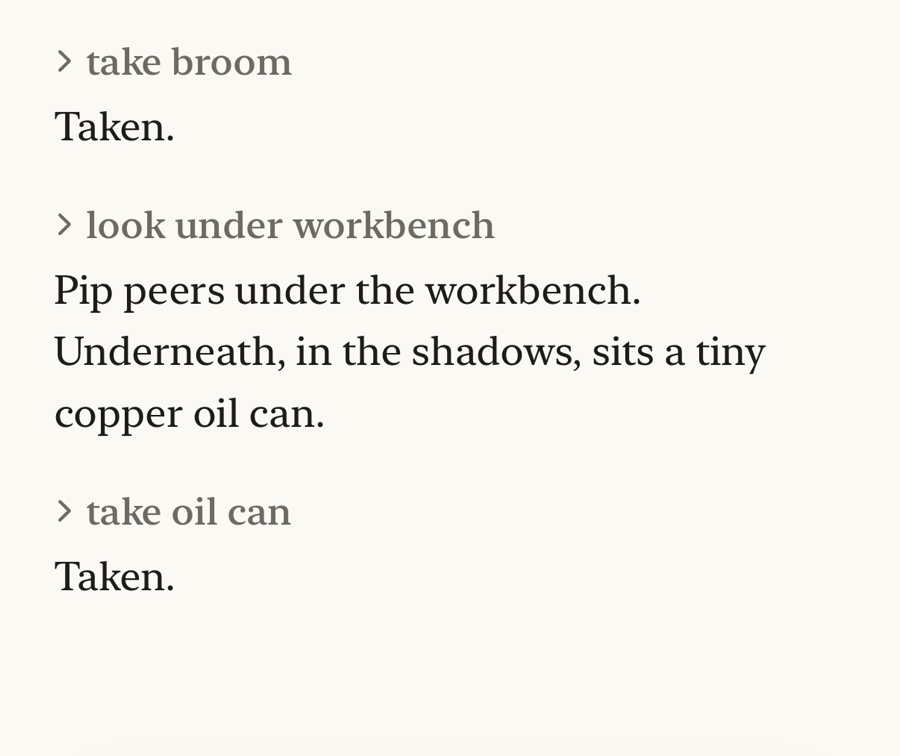 > take broom
Taken.
> look under workbench
Pip peers under the workbench.
Underneath, in the shadows, sits a tiny
copper oil can.
> take oil can
Taken.